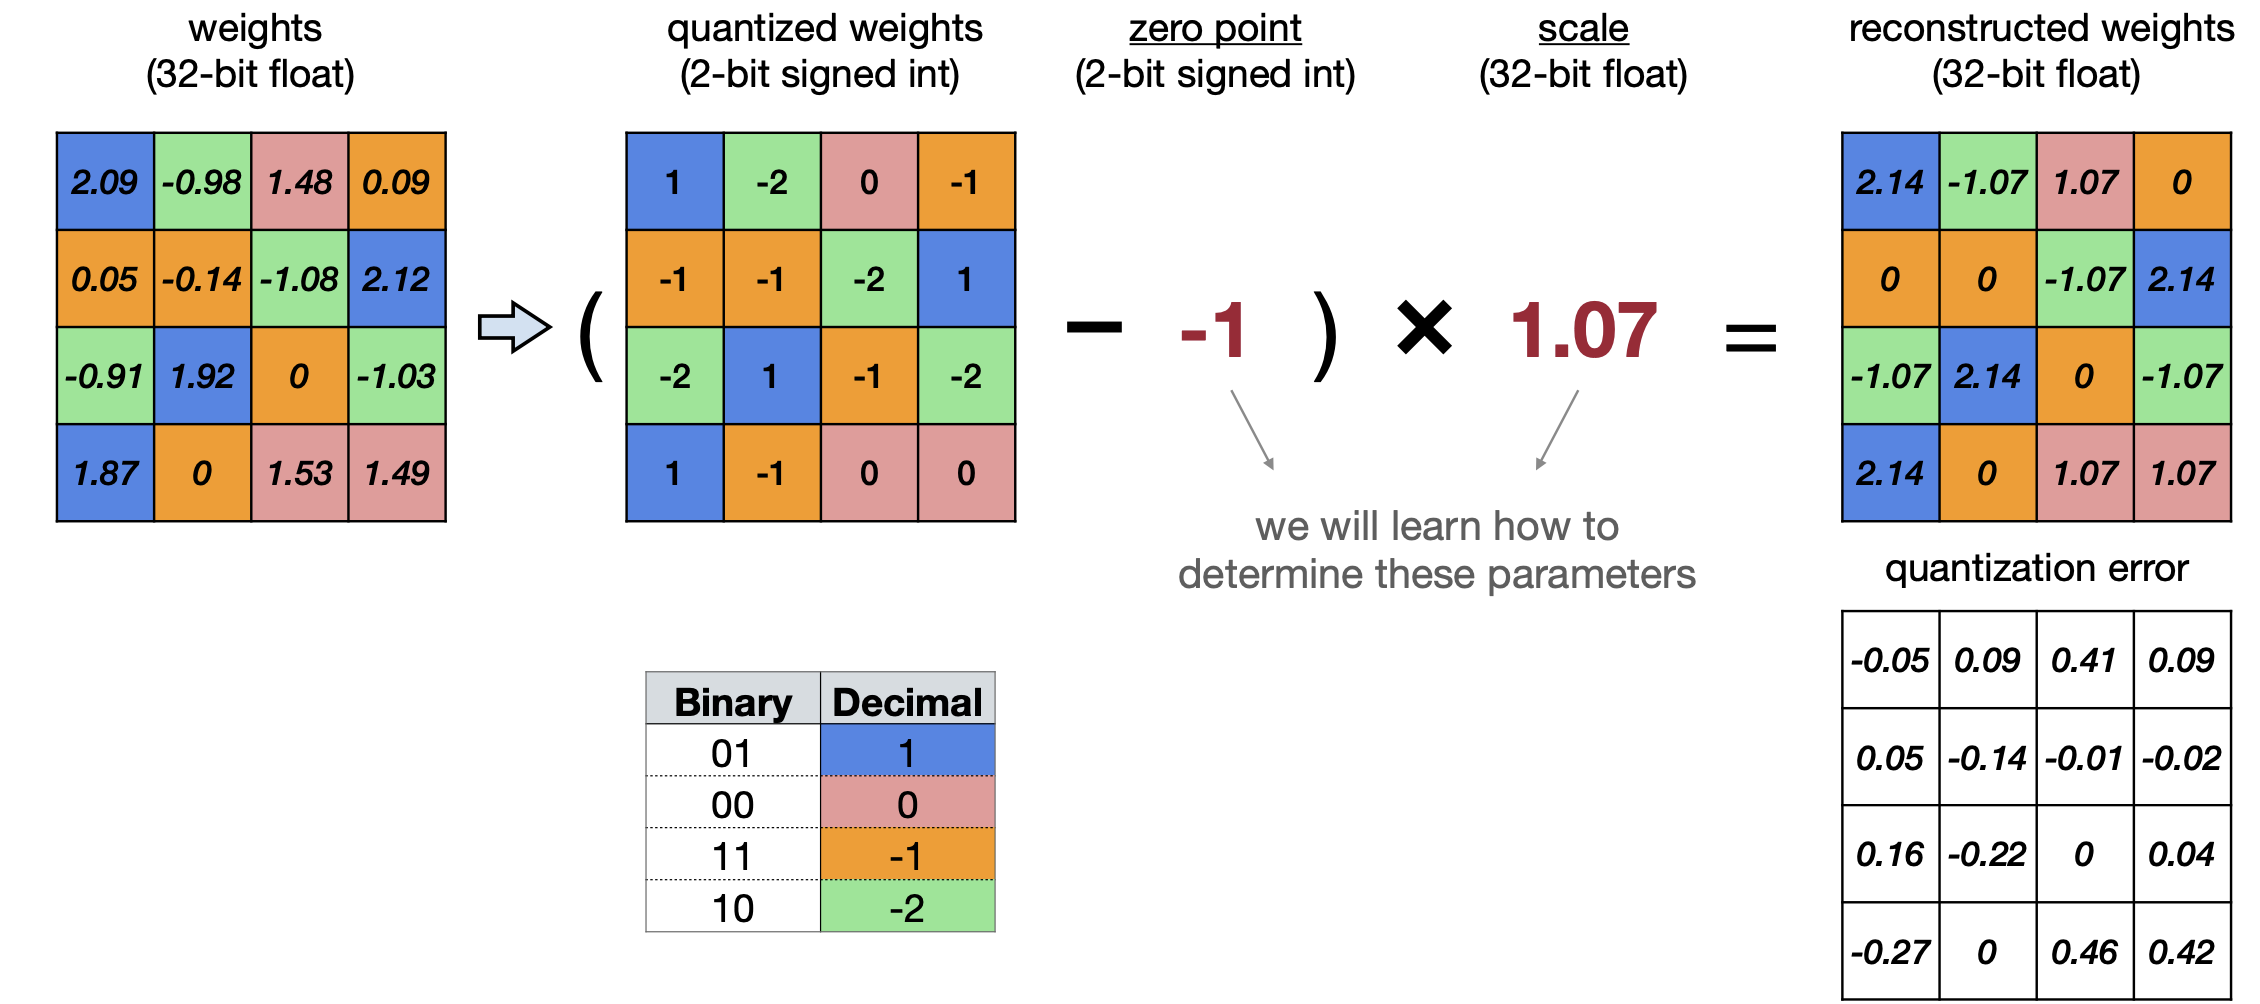 weights quantized weights zero point scale reconstructed weights
(32-bit float) (2-bit signed int) (2-bit signed int) (32-bit float) (32-bit float)
2.09 -0.98 1.48 0.09 1 -2 0 -1 2.14 -1.07 1.07 0
0.05 -0.14 -1.08 2.12 -1 -1 -2 1 0 0 -1.07 2.14
( − -1 ) × 1.07 =
-0.91 1.92 0 -1.03 -2 1 -1 -2 -1.07 2.14 0 -1.07
1.87 0 1.53 1.49 1 -1 0 0 2.14 0 1.07 1.07
we will learn how to
determine these parameters
quantization error
-0.05 0.09 0.41 0.09
0.05 -0.14 -0.01 -0.02
0.16 -0.22 0 0.04
-0.27 0 0.46 0.42
Binary Decimal
01 1
00 0
11 -1
10 -2